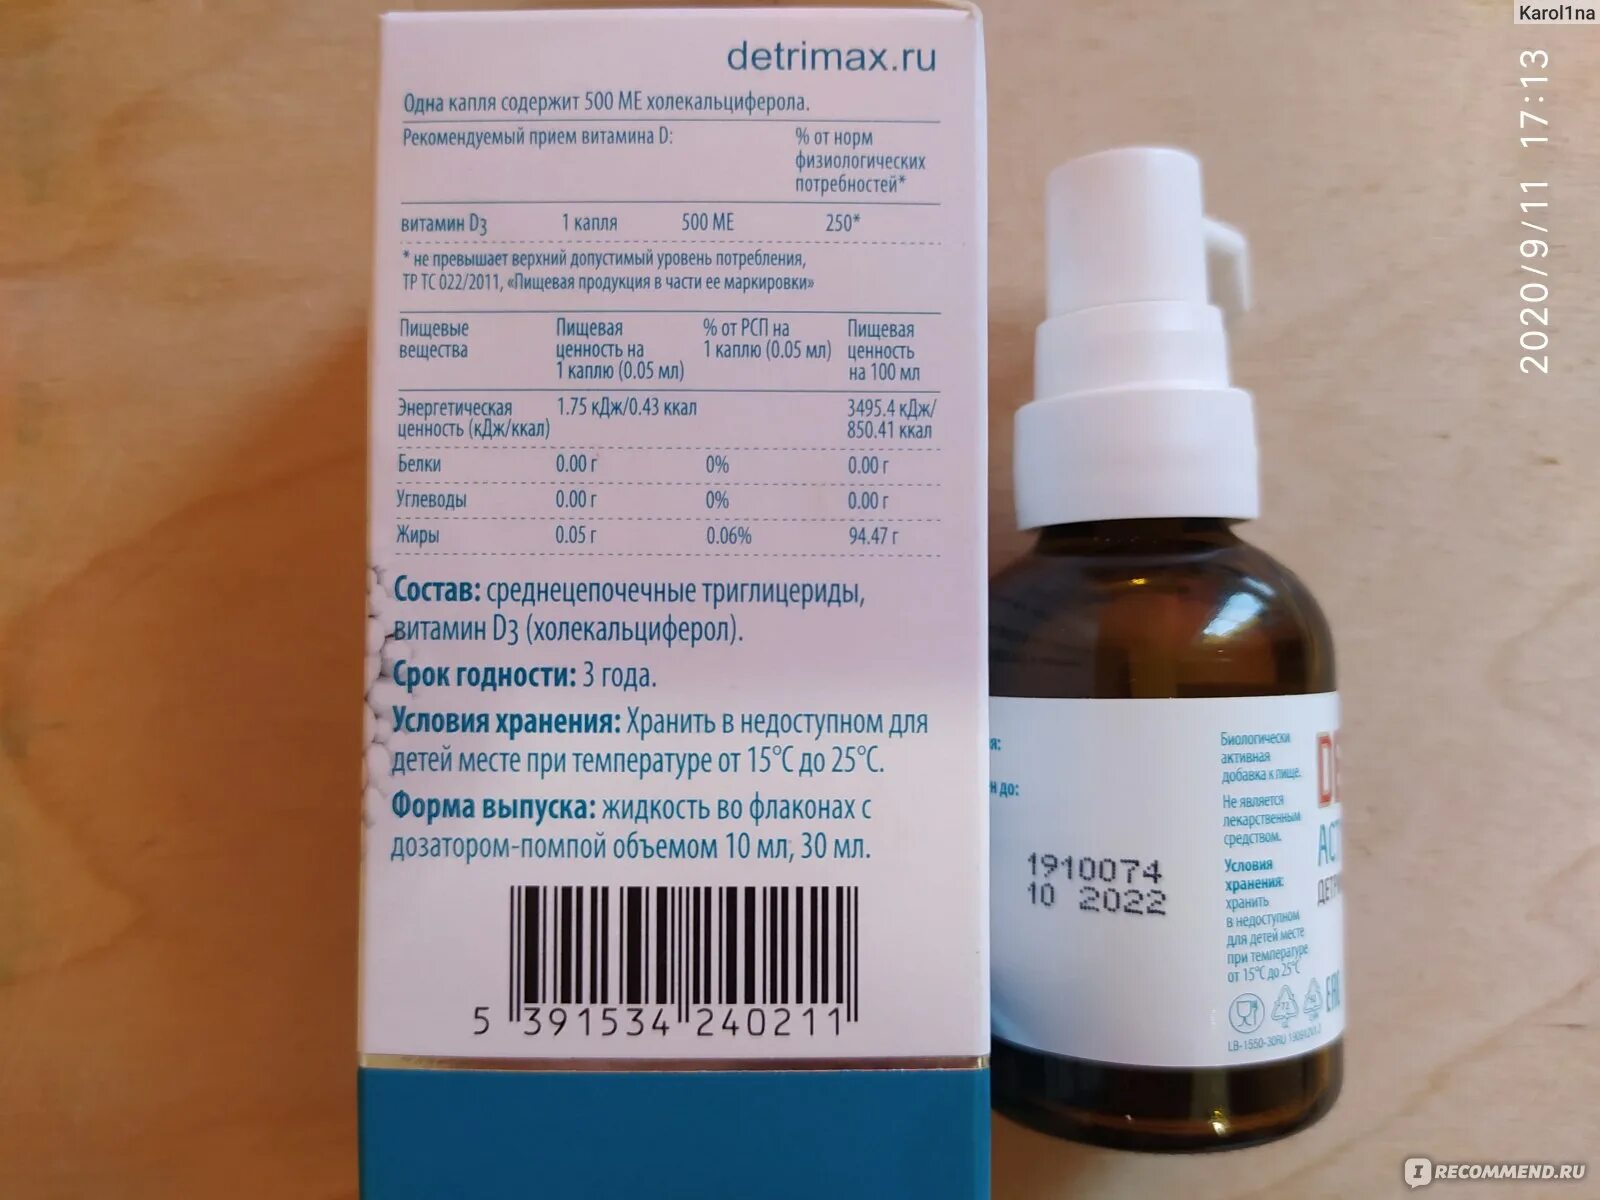 Karol1na
2020/9/11 17:13
detrimax.ru
Одна капля содержит 500 МЕ холекальциферола.
Рекомендуемый прием витамина D: % от норм
физиологических
потребностей*
витамин D3 1 капля 500 МЕ 250*
* не превышает верхний допустимый уровень потребления,
ТР ТС 022/2011, «Пищевая продукция в части ее маркировки»
Пищевые Пищевая % от РСП на Пищевая
вещества ценность на 1 каплю (0.05 мл) ценность
1 каплю (0.05 мл) на 100 мл
Энергетическая 1.75 кДж/0.43 ккал 3495.4 кДж/
ценность (кДж/ккал) 850.41 ккал
Белки 0.00 г 0% 0.00 г
Углеводы 0.00 г 0% 0.00 г
Жиры 0.05 г 0.06% 94.47 г
Состав: среднецепочечные триглицериды,
витамин D3 (холекальциферол).
Срок годности: 3 года.
Условия хранения: Хранить в недоступном для
детей месте при температуре от 15°С до 25°С.
Форма выпуска: жидкость во флаконах с
дозатором-помпой объемом 10 мл, 30 мл.
5 391534 240211
н до:
1910074
10 2022
Биологически
активная
добавка к пище.
Не является
лекарственным
средством.
Условия
хранения:
хранить
в недоступном
для детей месте
при температуре
от 15°С до 25°С
DE
ACT
ДЕТРИ
EAC
I RECOMMEND.RU